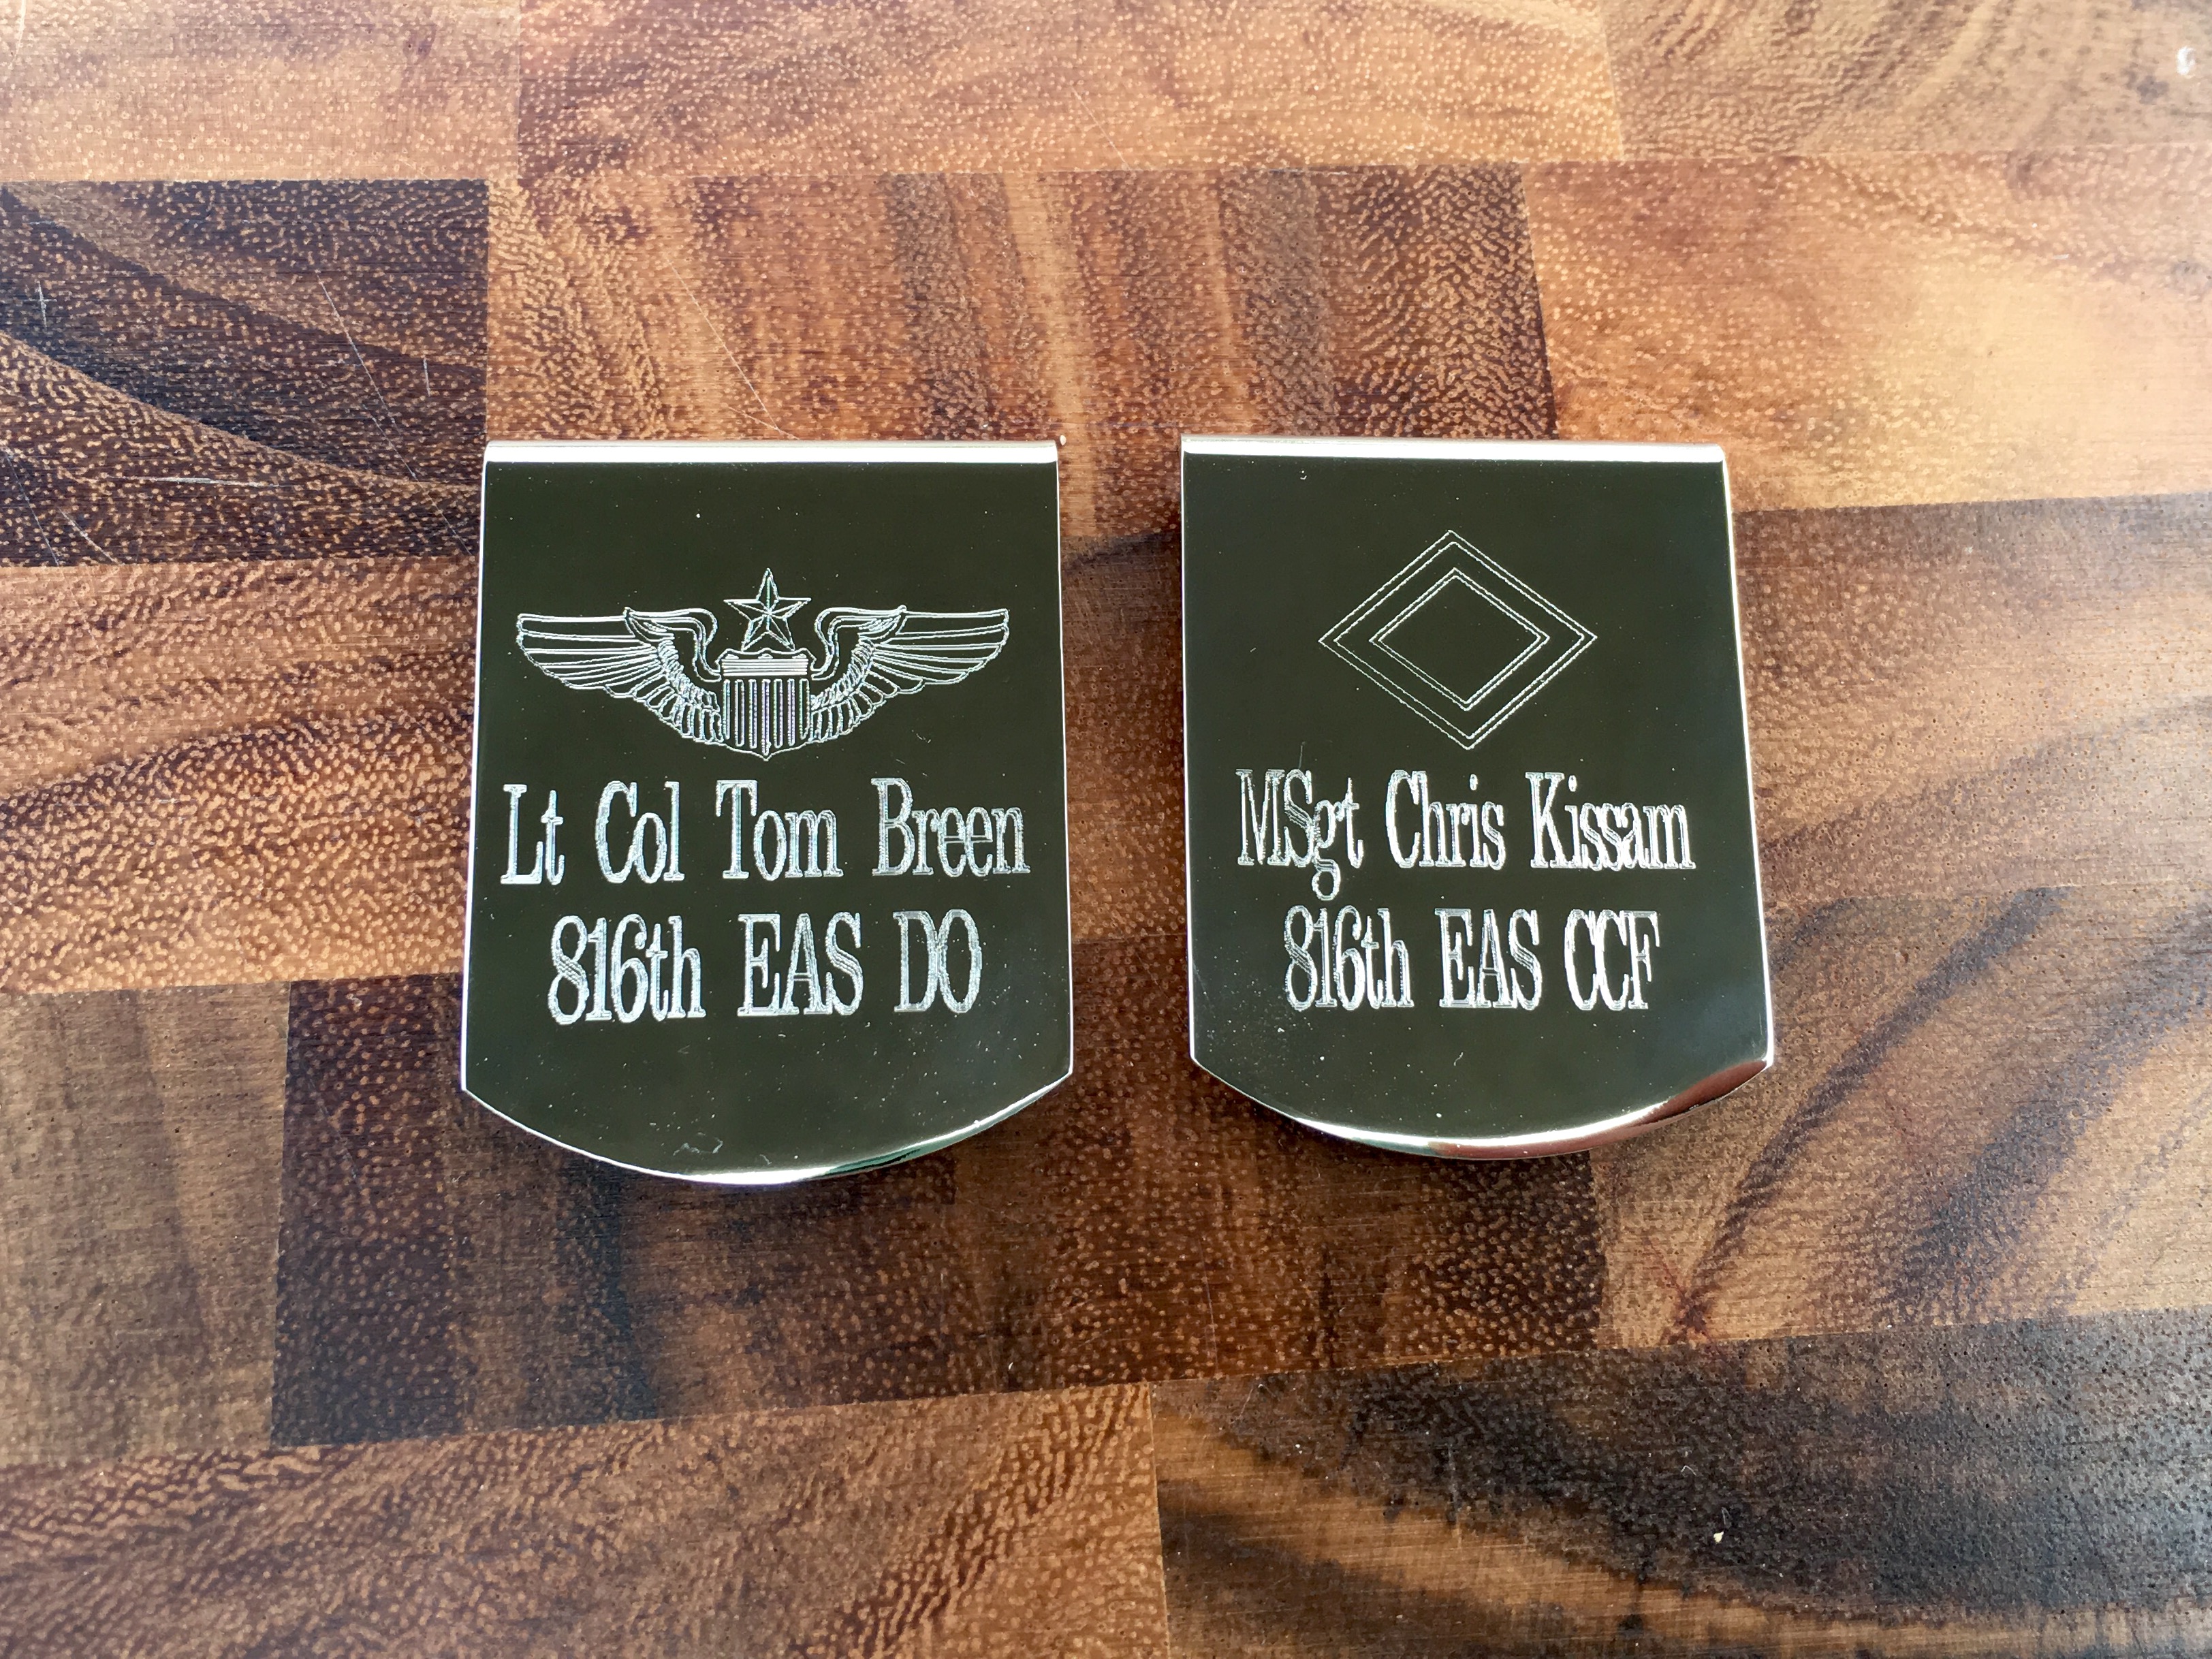 Lt Col Tom Breen
816th EAS DO
MSgt Chris Kissam
816th EAS CCF